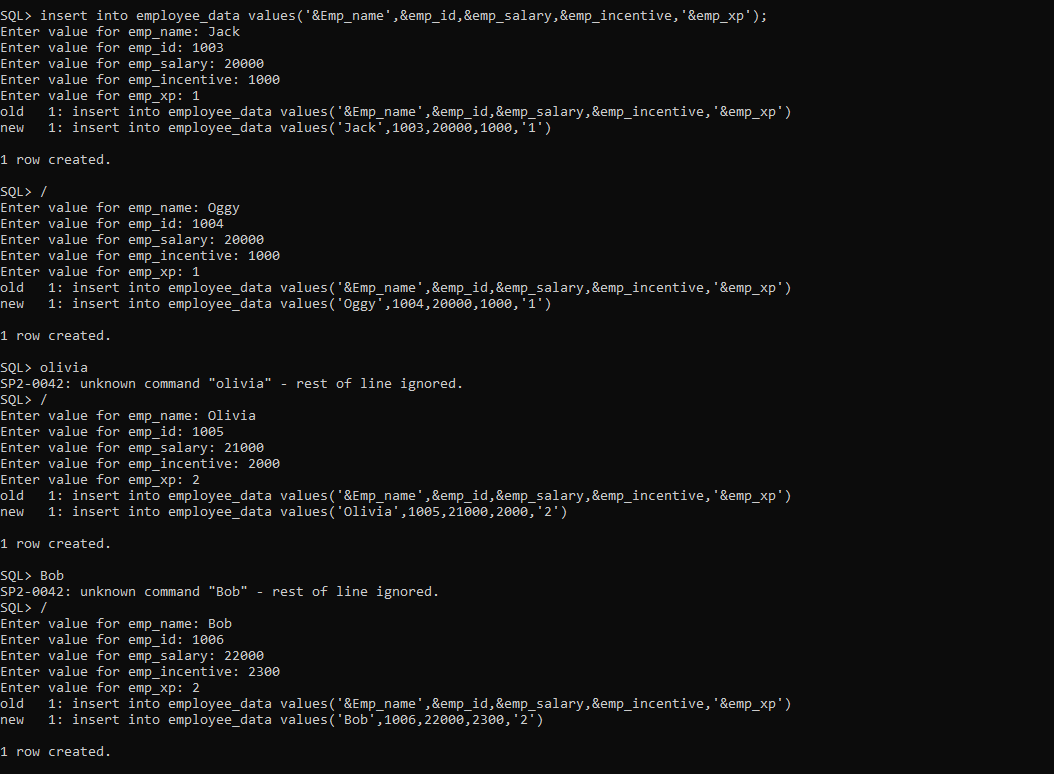 SQL> insert into employee_data values('&Emp_name',&emp_id,&emp_salary,&emp_incentive,'&emp_xp');
Enter value for emp_name: Jack
Enter value for emp_id: 1003
Enter value for emp_salary: 20000
Enter value for emp_incentive: 1000
Enter value for emp_xp: 1
old   1: insert into employee_data values('&Emp_name',&emp_id,&emp_salary,&emp_incentive,'&emp_xp')
new   1: insert into employee_data values('Jack',1003,20000,1000,'1')

1 row created.

SQL> /
Enter value for emp_name: Oggy
Enter value for emp_id: 1004
Enter value for emp_salary: 20000
Enter value for emp_incentive: 1000
Enter value for emp_xp: 1
old   1: insert into employee_data values('&Emp_name',&emp_id,&emp_salary,&emp_incentive,'&emp_xp')
new   1: insert into employee_data values('Oggy',1004,20000,1000,'1')

1 row created.

SQL> olivia
SP2-0042: unknown command "olivia" - rest of line ignored.
SQL> /
Enter value for emp_name: Olivia
Enter value for emp_id: 1005
Enter value for emp_salary: 21000
Enter value for emp_incentive: 2000
Enter value for emp_xp: 2
old   1: insert into employee_data values('&Emp_name',&emp_id,&emp_salary,&emp_incentive,'&emp_xp')
new   1: insert into employee_data values('Olivia',1005,21000,2000,'2')

1 row created.

SQL> Bob
SP2-0042: unknown command "Bob" - rest of line ignored.
SQL> /
Enter value for emp_name: Bob
Enter value for emp_id: 1006
Enter value for emp_salary: 22000
Enter value for emp_incentive: 2300
Enter value for emp_xp: 2
old   1: insert into employee_data values('&Emp_name',&emp_id,&emp_salary,&emp_incentive,'&emp_xp')
new   1: insert into employee_data values('Bob',1006,22000,2300,'2')

1 row created.